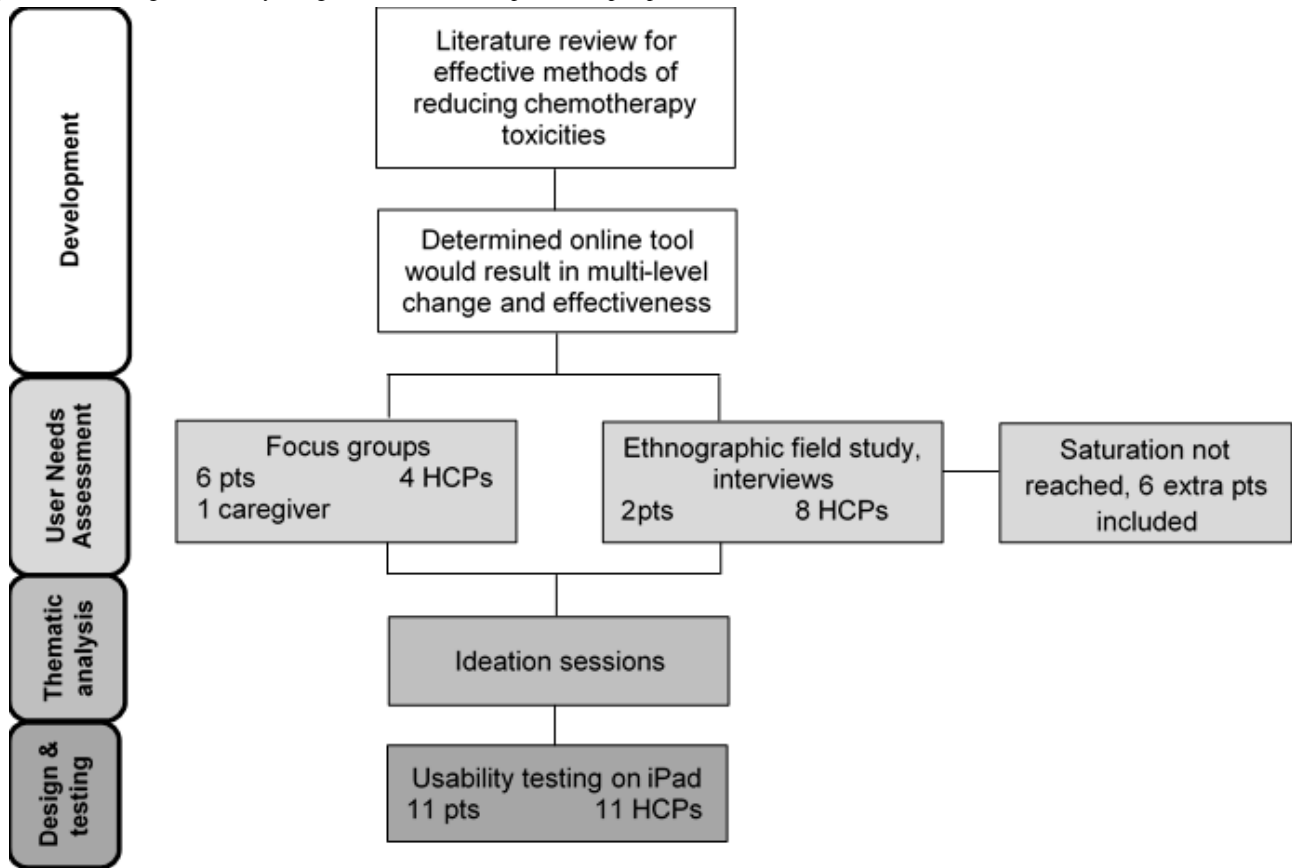 Development
Literature review for
effective methods of
reducing chemotherapy
toxicities
Determined online tool
would result in multi-level
change and effectiveness
User Needs
Assessment
Focus groups
6 pts 4 HCPs
1 caregiver
Ethnographic field study,
interviews
2pts 8 HCPs
Saturation not
reached, 6 extra pts
included
Thematic
analysis
Ideation sessions
Design &
testing
Usability testing on iPad
11 pts 11 HCPs